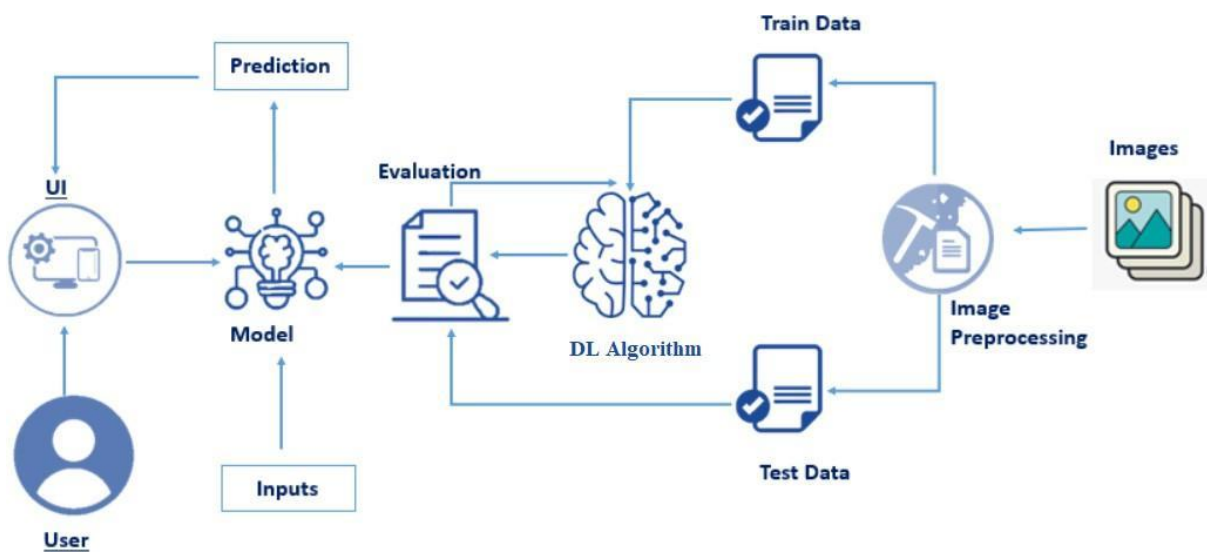 Train Data
Prediction
Images
Evaluation
UI
Image
Preprocessing
Model
DL Algorithm
Test Data
Inputs
User